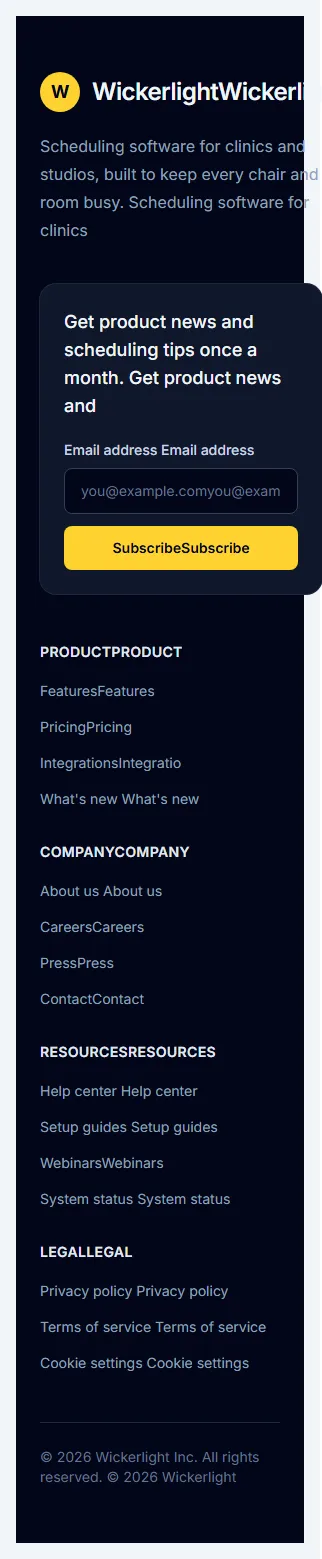 W WickerlightWickerli
Scheduling software for clinics and
studios, built to keep every chair and
room busy. Scheduling software for
clinics
Get product news and
scheduling tips once a
month. Get product news
and
Email address Email address
you@example.comyou@exam
SubscribeSubscribe
PRODUCTPRODUCT
FeaturesFeatures
PricingPricing
IntegrationsIntegratio
What's new What's new
COMPANYCOMPANY
About us About us
CareersCareers
PressPress
ContactContact
RESOURCESRESOURCES
Help center Help center
Setup guides Setup guides
WebinarsWebinars
System status System status
LEGALLEGAL
Privacy policy Privacy policy
Terms of service Terms of service
Cookie settings Cookie settings
© 2026 Wickerlight Inc. All rights
reserved. © 2026 Wickerlight